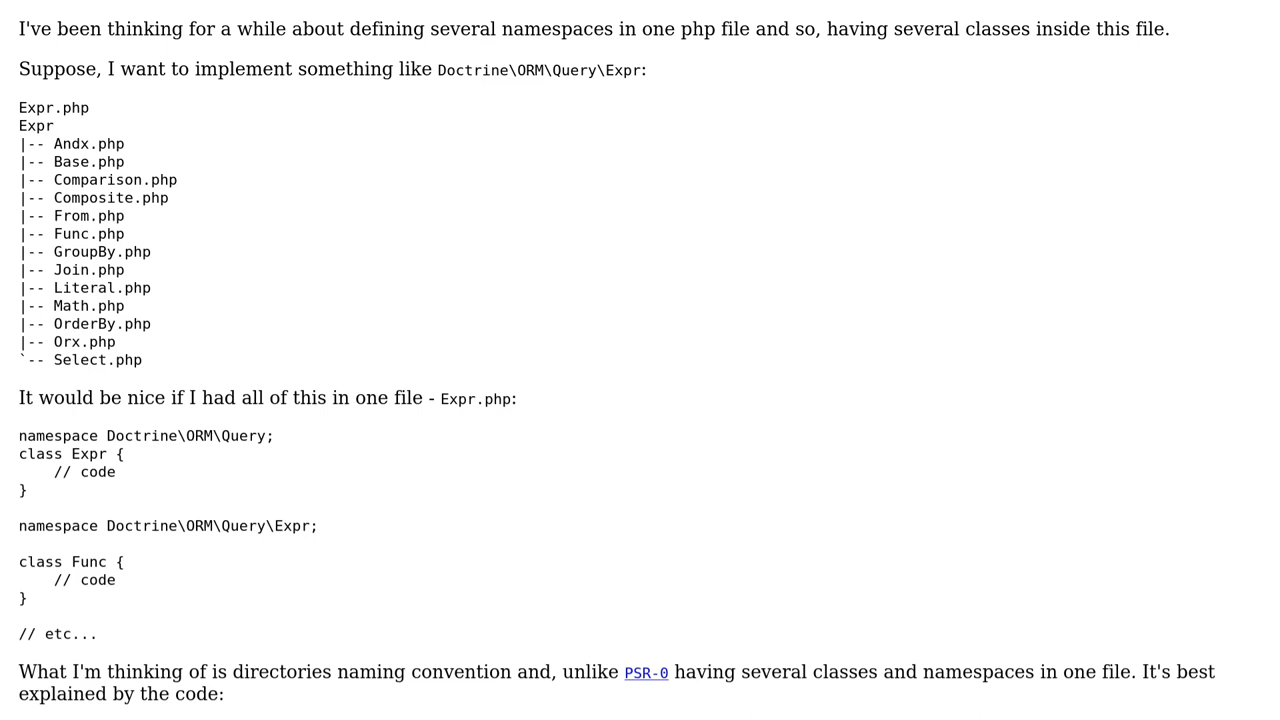 I've been thinking for a while about defining several namespaces in one php file and so, having several classes inside this file.
Suppose, I want to implement something like Doctrine\ORM\Query\Expr:
Expr.php
Expr
|-- Andx.php
|-- Base.php
|-- Comparison.php
|-- Composite.php
|-- From.php
|-- Func.php
|-- GroupBy.php
|-- Join.php
|-- Literal.php
|-- Math.php
|-- OrderBy.php
|-- Orx.php
`-- Select.php
It would be nice if I had all of this in one file - Expr.php:
namespace Doctrine\ORM\Query;
class Expr {
    // code
}
namespace Doctrine\ORM\Query\Expr;
class Func {
    // code
}
// etc...
What I'm thinking of is directories naming convention and, unlike PSR-0 having several classes and namespaces in one file. It's best
explained by the code: